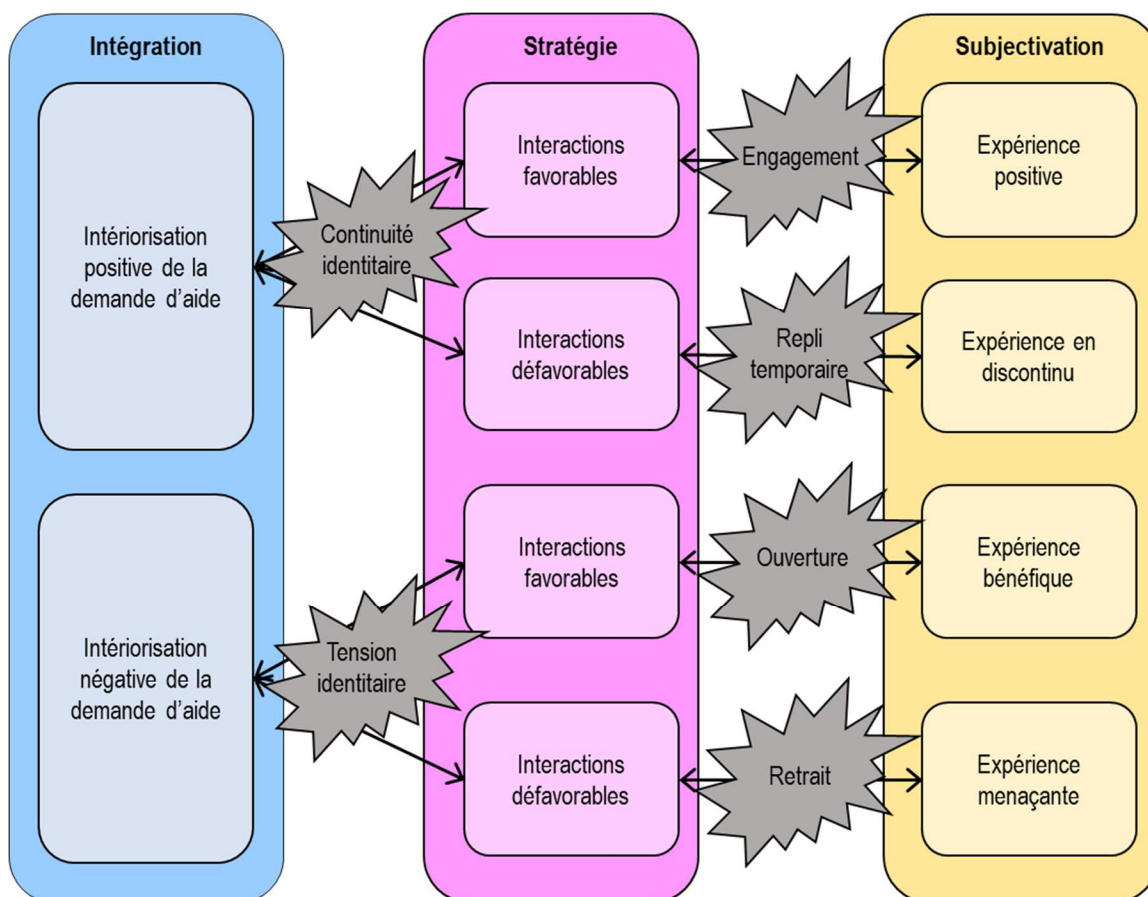 Intégration
Stratégie
Subjectivation
Intériorisation
positive de la
demande d'aide
Continuité
identitaire
Interactions
favorables
Engagement
Expérience
positive
Interactions
défavorables
Repli
temporaire
Expérience en
discontinu
Intériorisation
négative de la
demande d'aide
Tension
identitaire
Interactions
favorables
Ouverture
Expérience
bénéfique
Interactions
défavorables
Retrait
Expérience
menaçante